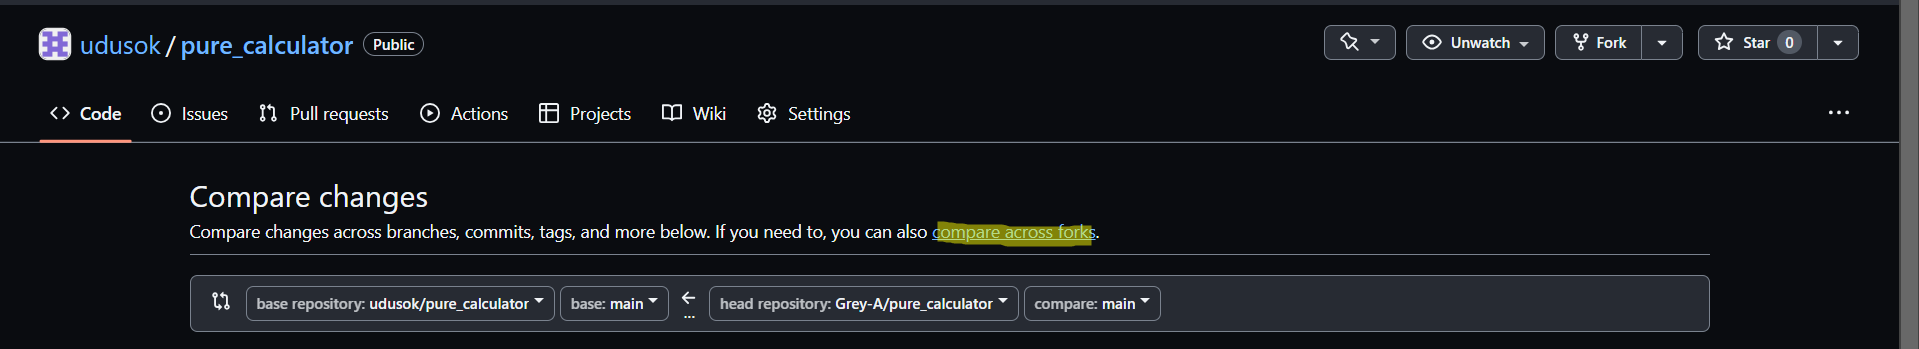 udusok / pure_calculator Public Unwatch Fork Star 0
Code Issues Pull requests Actions Projects Wiki Settings ...
Compare changes
Compare changes across branches, commits, tags, and more below. If you need to, you can also compare across forks.
base repository: udusok/pure_calculator base: main ← ... head repository: Grey-A/pure_calculator compare: main